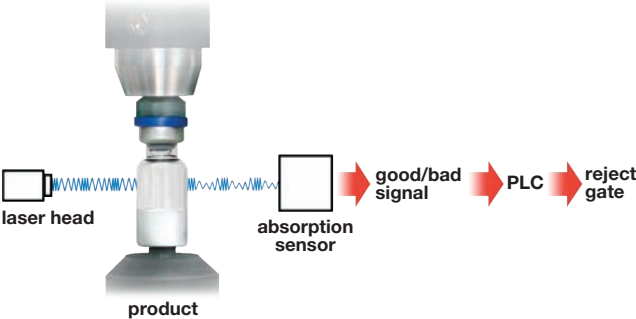 laser head
product
absorption
sensor
good/bad
signal
PLC
reject
gate